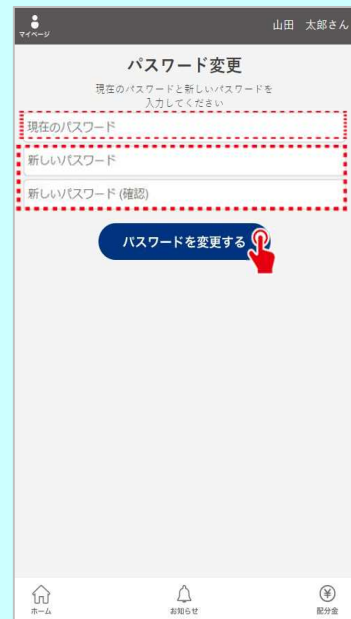 マイページ
山田　太郎さん
パスワード変更
現在のパスワードと新しいパスワードを
入力してください
現在のパスワード
新しいパスワード
新しいパスワード (確認)
パスワードを変更する
ホーム
お知らせ
¥
配分金